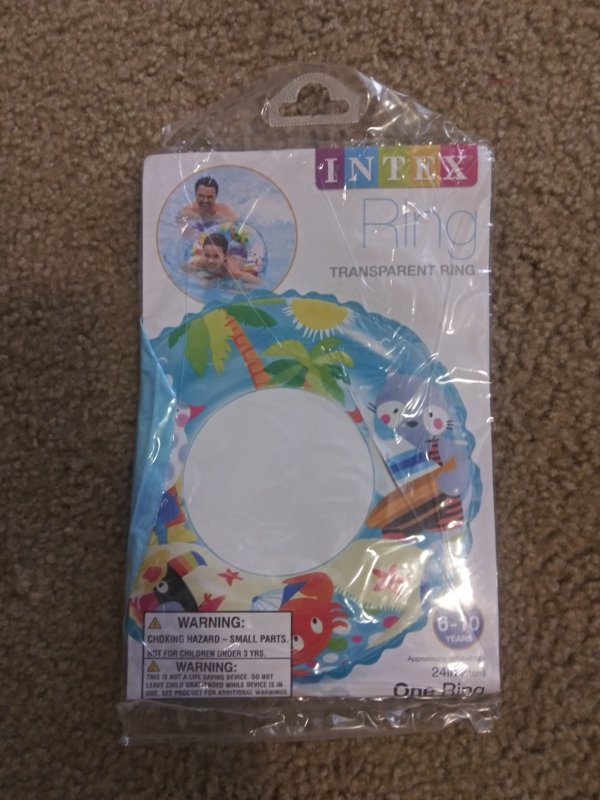 INTEX
Ring
TRANSPARENT RING
6-10
YEARS
24in
One Ring
WARNING:
CHOKING HAZARD – SMALL PARTS.
NOT FOR CHILDREN UNDER 3 YRS.
WARNING:
THIS IS NOT A LIFE SAVING DEVICE. DO NOT
LEAVE CHILD UNATTENDED WHILE DEVICE IS IN
USE. SEE PRODUCT FOR ADDITIONAL WARNINGS